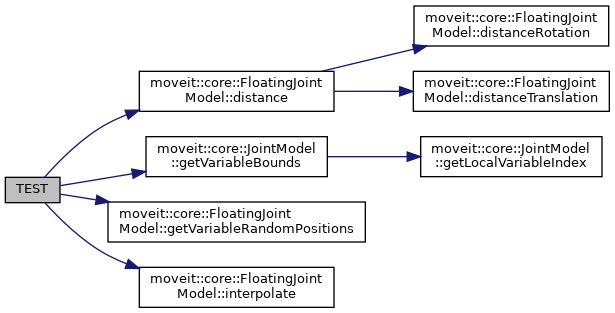 TEST
moveit::core::FloatingJoint
Model::distance
moveit::core::FloatingJoint
Model::distanceRotation
moveit::core::FloatingJoint
Model::distanceTranslation
moveit::core::JointModel
::getVariableBounds
moveit::core::JointModel
::getLocalVariableIndex
moveit::core::FloatingJoint
Model::getVariableRandomPositions
moveit::core::FloatingJoint
Model::interpolate